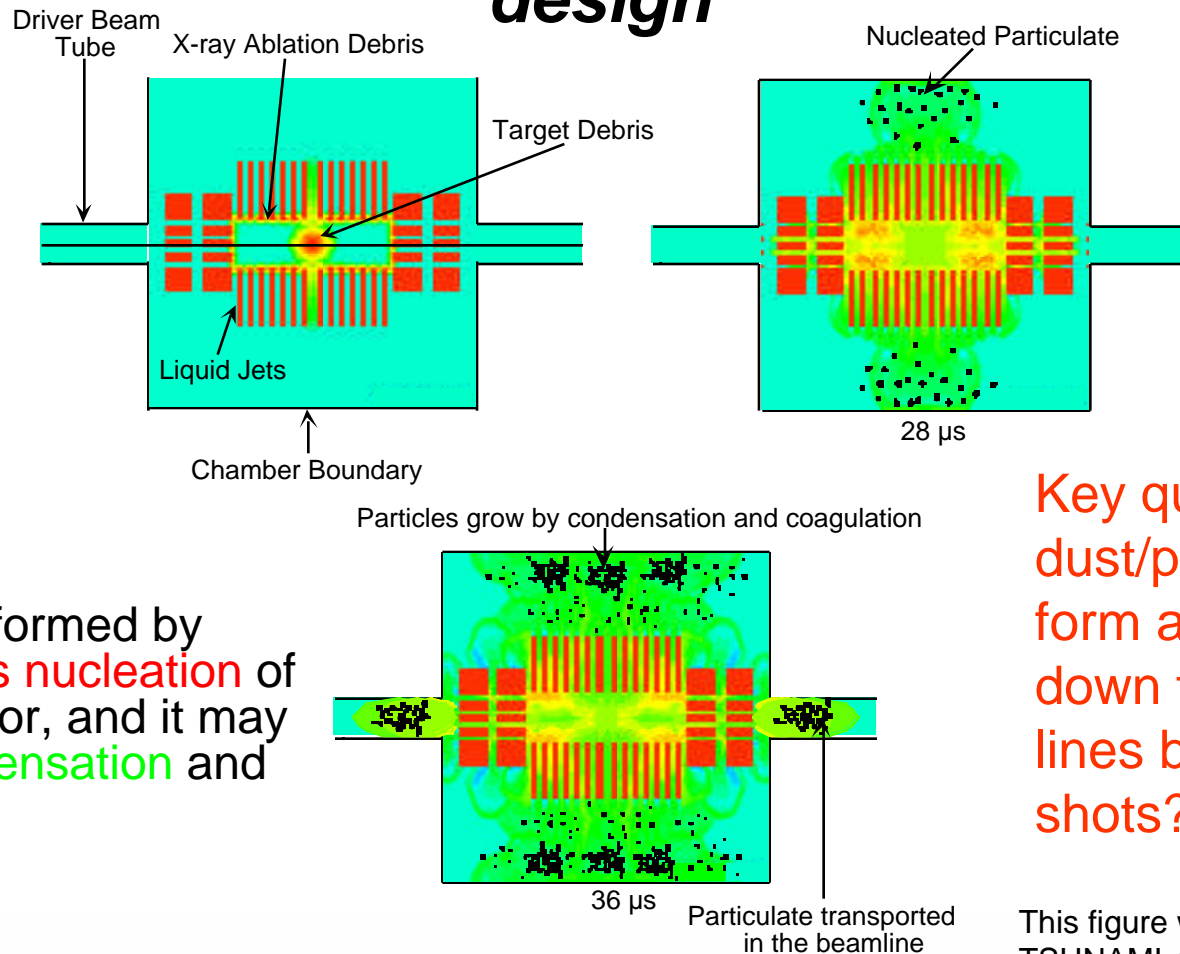 design
Driver Beam
Tube
X-ray Ablation Debris
Target Debris
Liquid Jets
Chamber Boundary
Nucleated Particulate
28 µs
Particles grow by condensation and coagulation
36 µs
Particulate transported
in the beamline
formed by
s nucleation of
or, and it may
ensation and
Key qu
dust/p
form a
down
lines b
shots?
This figure
TSUNAMI